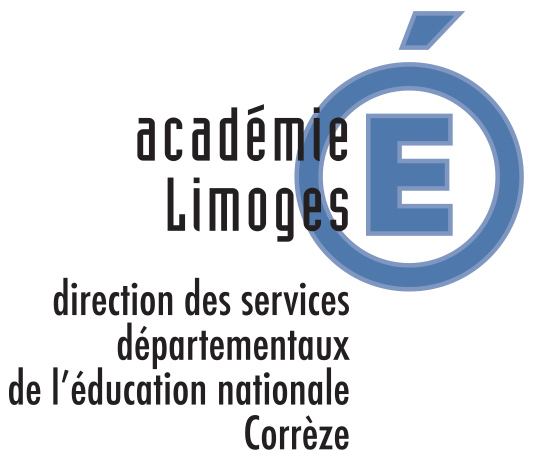 académie
Limoges
É
direction des services
départementaux
de l'éducation nationale
Corrèze